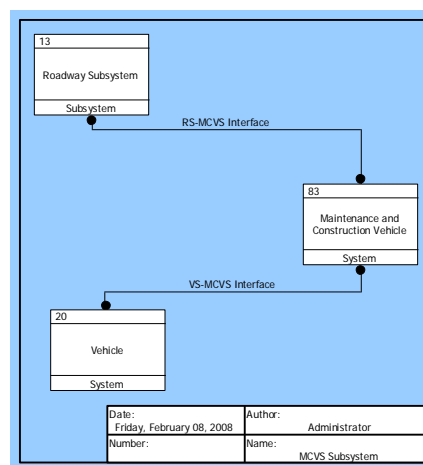 13
Roadway Subsystem
Subsystem
RS-MCVS Interface
83
Maintenance and
Construction Vehicle
System
VS-MCVS Interface
20
Vehicle
System
Date:
Friday, February 08, 2008
Author:
Administrator
Number:
Name:
MCVS Subsystem